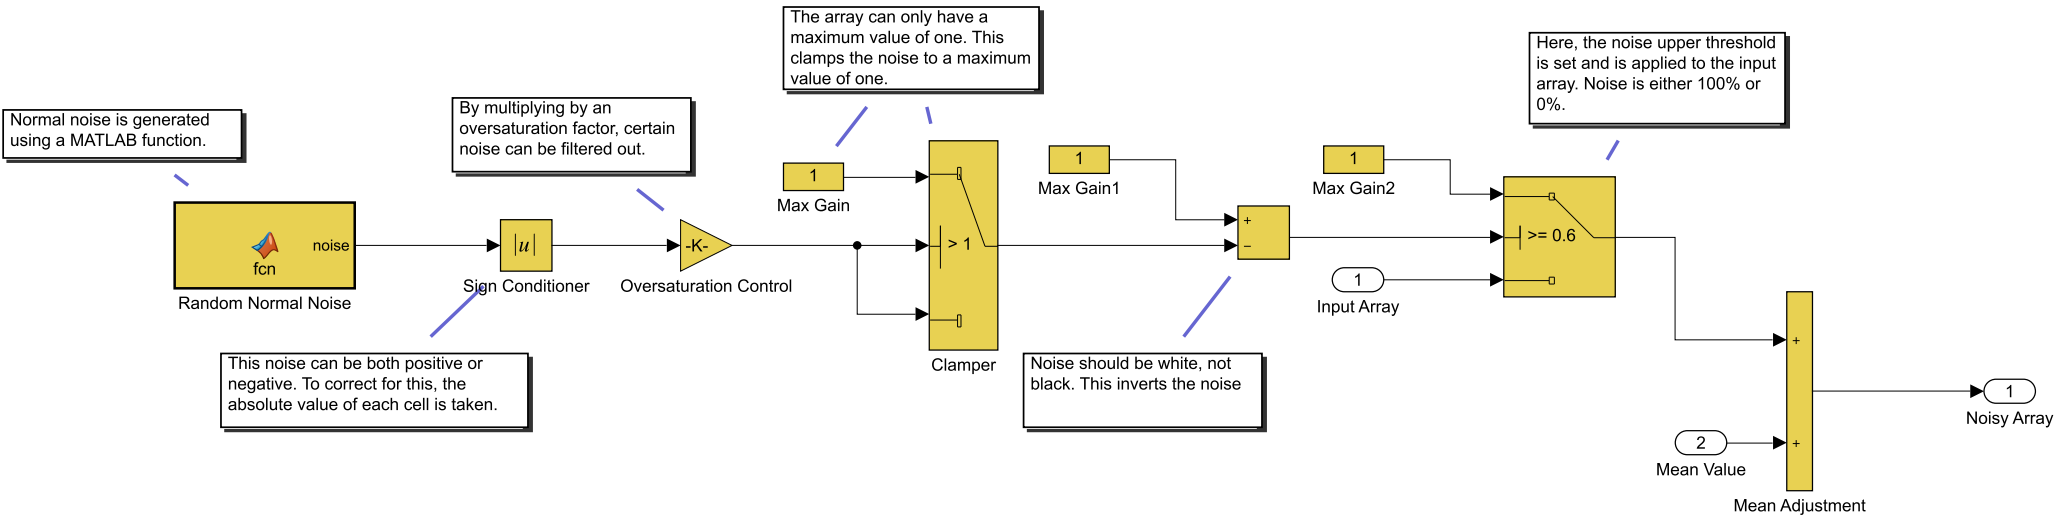 Normal noise is generated
using a MATLAB function.
noise
fcn
Random Normal Noise
This noise can be both positive or
negative. To correct for this, the
absolute value of each cell is taken.
|u|
Sign Conditioner
By multiplying by an
oversaturation factor, certain
noise can be filtered out.
-K-
Oversaturation Control
The array can only have a
maximum value of one. This
clamps the noise to a maximum
value of one.
1
Max Gain
> 1
Clamper
1
Max Gain1
+
−
Noise should be white, not
black. This inverts the noise
1
Max Gain2
1
Input Array
Here, the noise upper threshold
is set and is applied to the input
array. Noise is either 100% or
0%.
>= 0.6
2
Mean Value
+
+
Mean Adjustment
1
Noisy Array